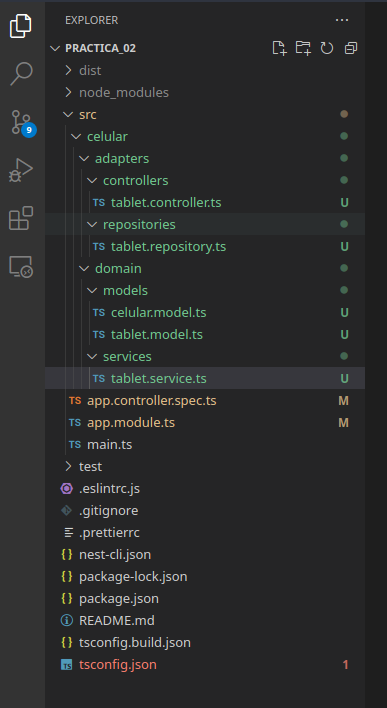 EXPLORER
PRACTICA_02
dist
node_modules
src
celular
adapters
controllers
TS tablet.controller.ts U
repositories
TS tablet.repository.ts U
domain
models
TS celular.model.ts U
TS tablet.model.ts U
services
TS tablet.service.ts U
TS app.controller.spec.ts M
TS app.module.ts M
TS main.ts
test
.eslintrc.js
.gitignore
.prettierrc
{} nest-cli.json
{} package-lock.json
{} package.json
README.md
{} tsconfig.build.json
TS tsconfig.json 1
9